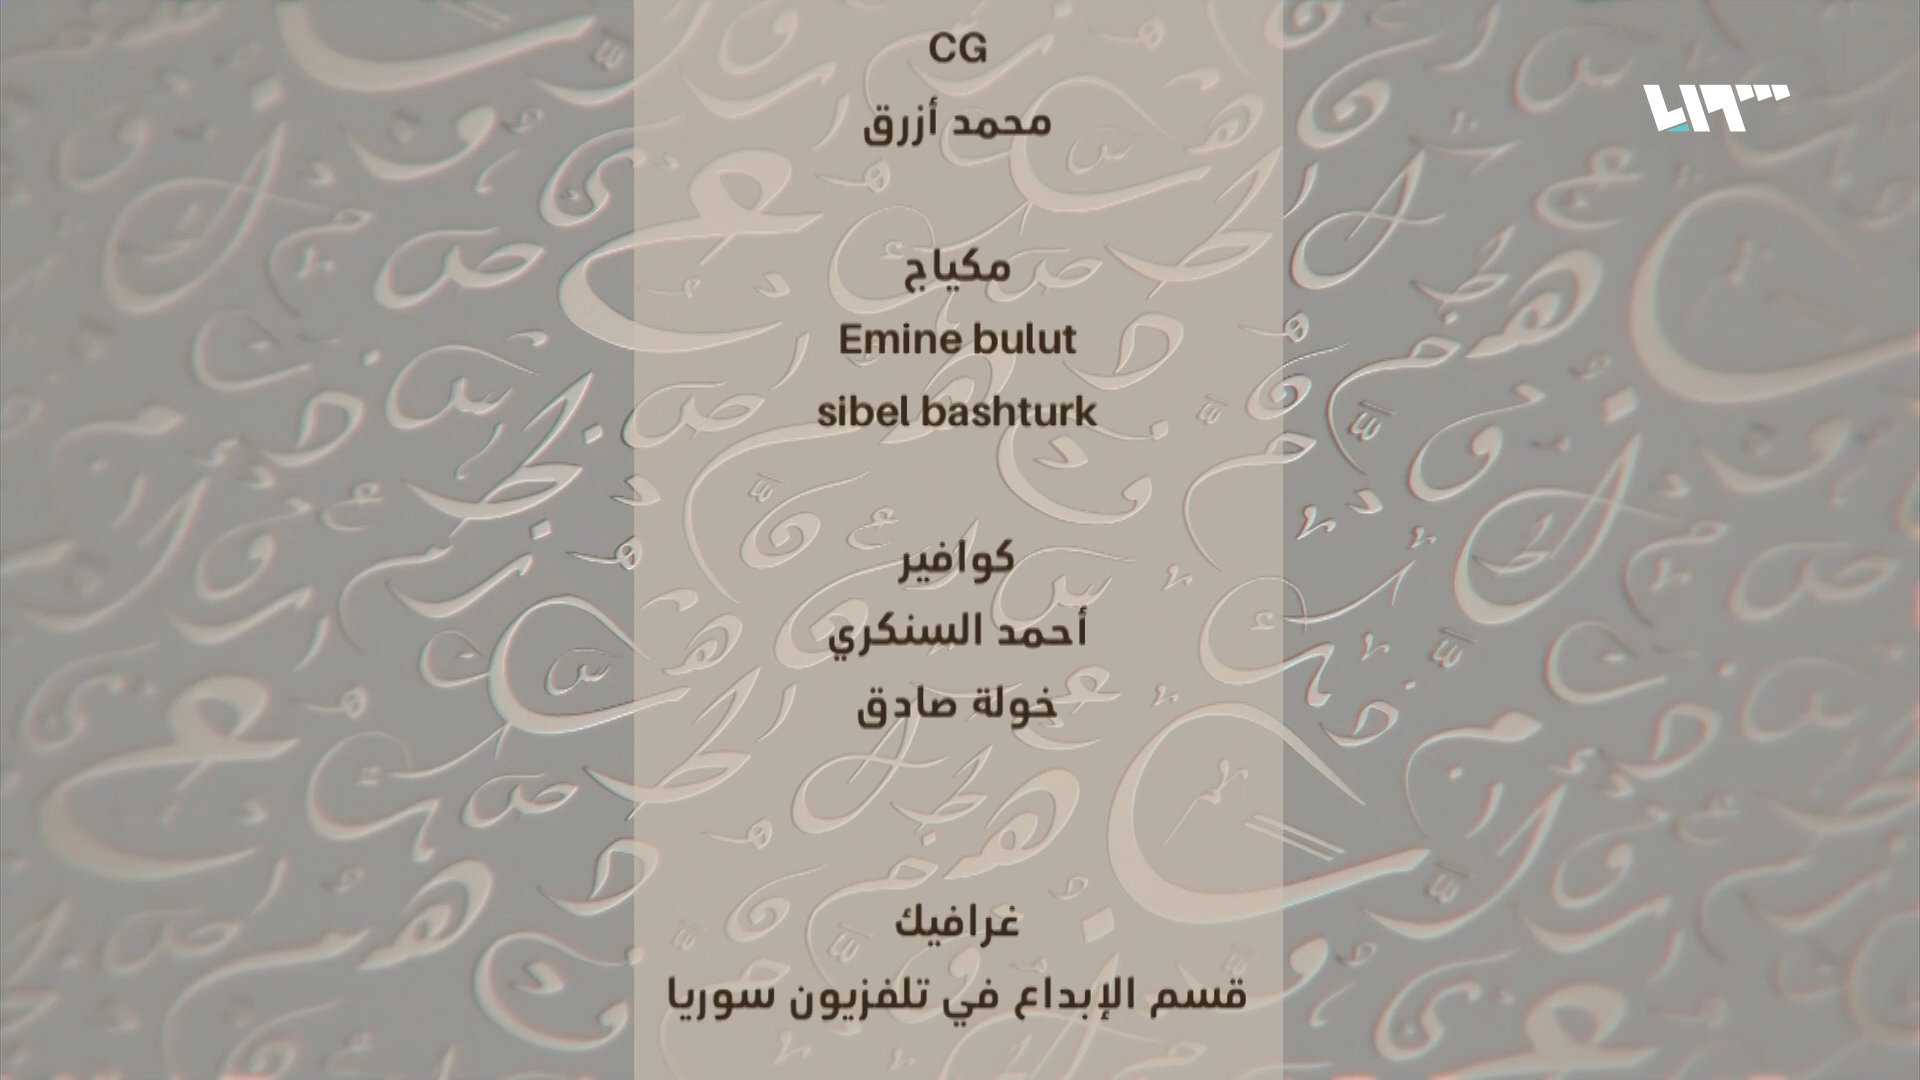 CG
محمد أزرق
مكياج
Emine bulut
sibel bashturk
كوافير
أحمد السنكري
خولة صادق
غرافيك
قسم الإبداع في تلفزيون سوريا